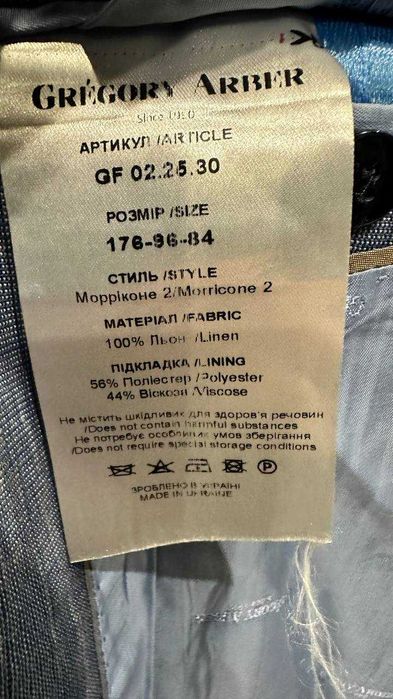 GRÉGORY ARBER
Since 1910
АРТИКУЛ /ARTICLE
GF 02.25.30
РОЗМІР /SIZE
176-96-84
СТИЛЬ /STYLE
Морріконе 2/Morricone 2
МАТЕРІАЛ /FABRIC
100% Льон /Linen
ПІДКЛАДКА /LINING
56% Поліестер /Polyester
44% Віскози /Viscose
Не містить шкідливих для здоров'я речовин
/Does not contain harmful substances
Не потребує особливих умов зберігання
/Does not require special storage conditions
P
ЗРОБЛЕНО В УКРАЇНІ
MADE IN UKRAINE